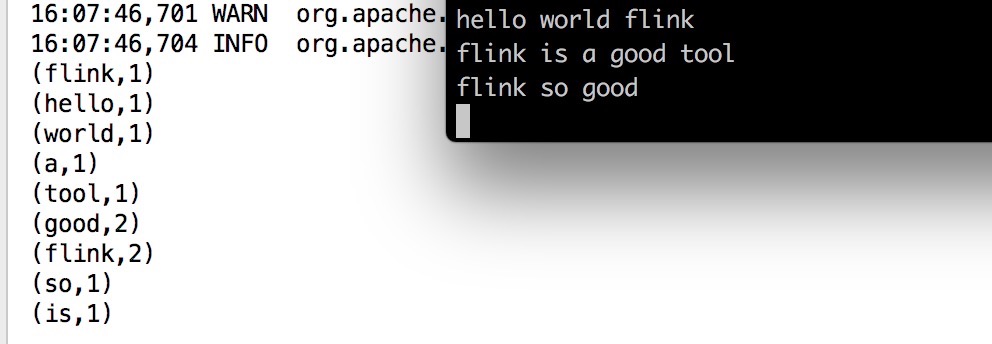 16:07:46,701 WARN  org.apache.
16:07:46,704 INFO  org.apache.
(flink,1)
(hello,1)
(world,1)
(a,1)
(tool,1)
(good,2)
(flink,2)
(so,1)
(is,1)
hello world flink
flink is a good tool
flink so good